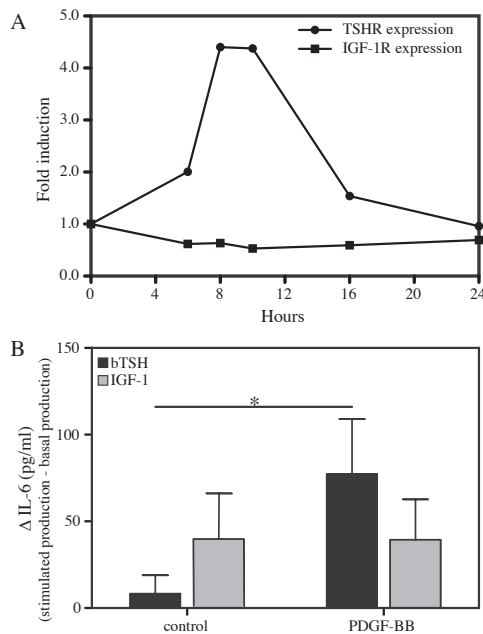 A
5.0
4.0
3.0
2.0
1.0
0.0
Fold induction
TSHR expression
IGF-1R expression
0 4 8 12 16 20 24
Hours
B
150
100
50
0
Δ IL-6 (pg/ml)
(stimulated production - basal production)
bTSH
IGF-1
*
control PDGF-BB